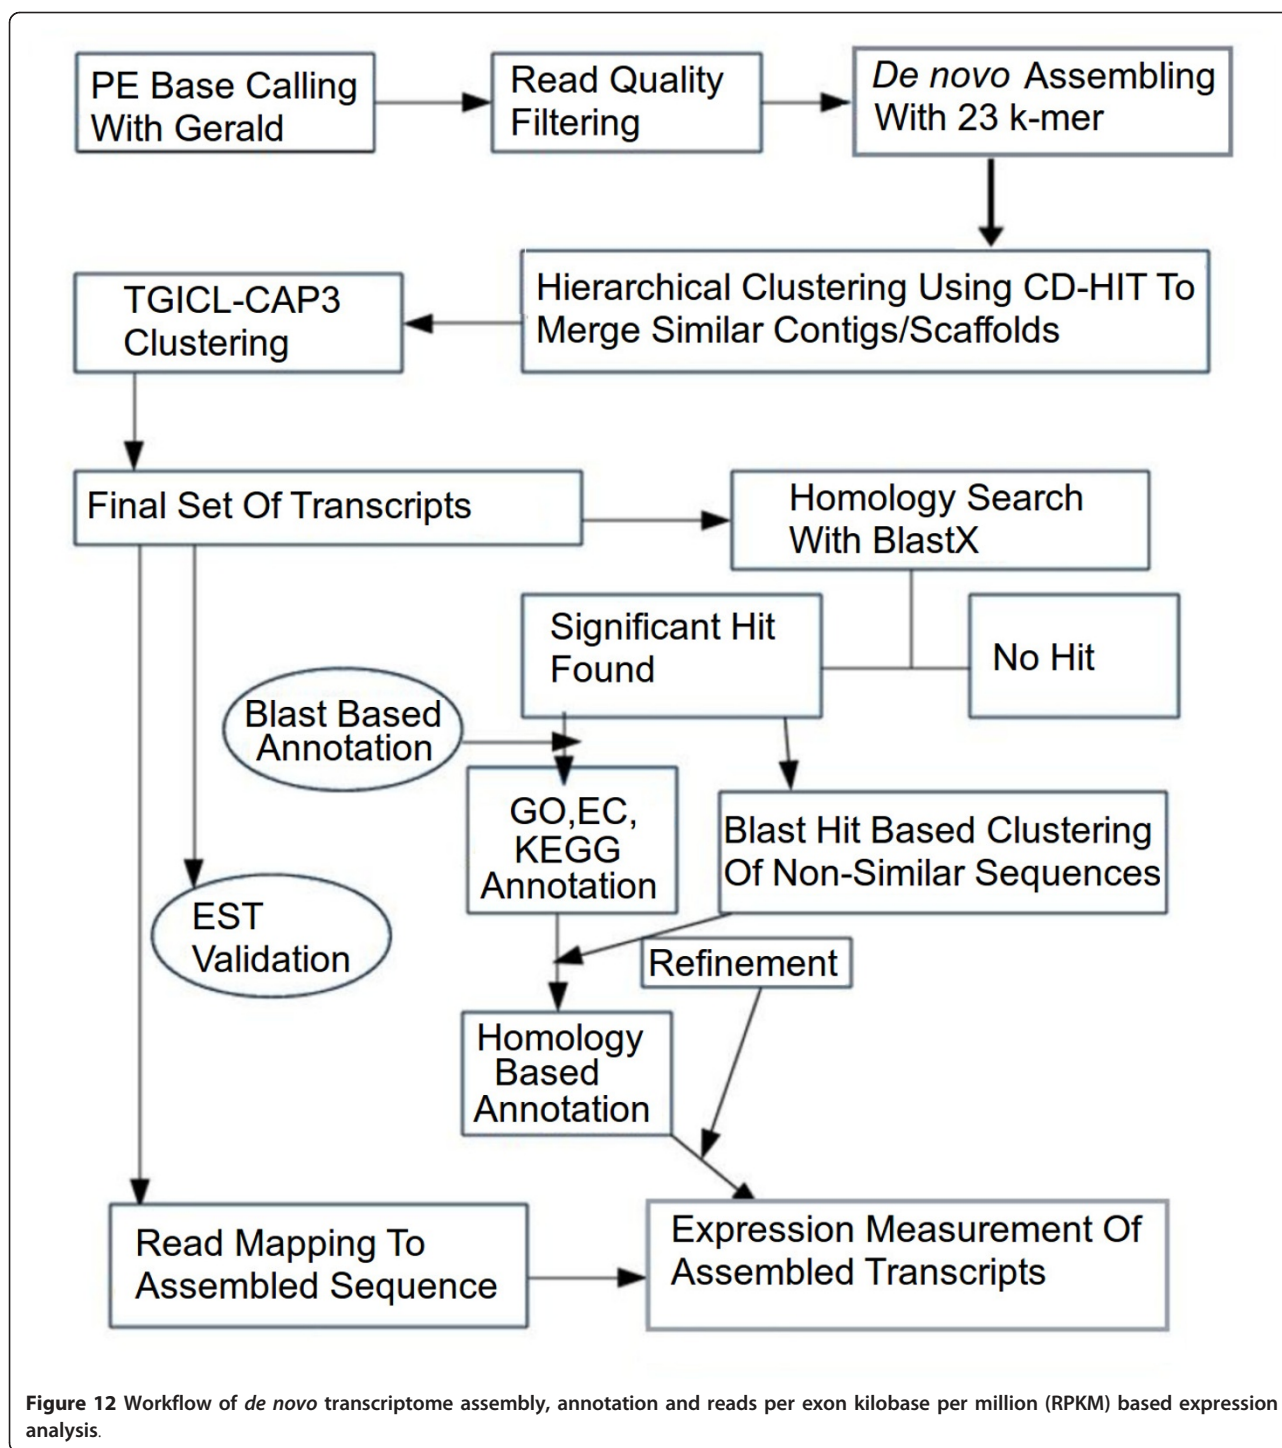 PE Base Calling
With Gerald
Read Quality
Filtering
De novo Assembling
With 23 k-mer
Hierarchical Clustering Using CD-HIT To
Merge Similar Contigs/Scaffolds
TGICL-CAP3
Clustering
Final Set Of Transcripts
Homology Search
With BlastX
Significant Hit
Found
No Hit
Blast Based
Annotation
GO,EC,
KEGG
Annotation
Blast Hit Based Clustering
Of Non-Similar Sequences
EST
Validation
Refinement
Homology
Based
Annotation
Read Mapping To
Assembled Sequence
Expression Measurement Of
Assembled Transcripts
Figure 12 Workflow of de novo transcriptome assembly, annotation and reads per exon kilobase per million (RPKM) based expression
analysis.